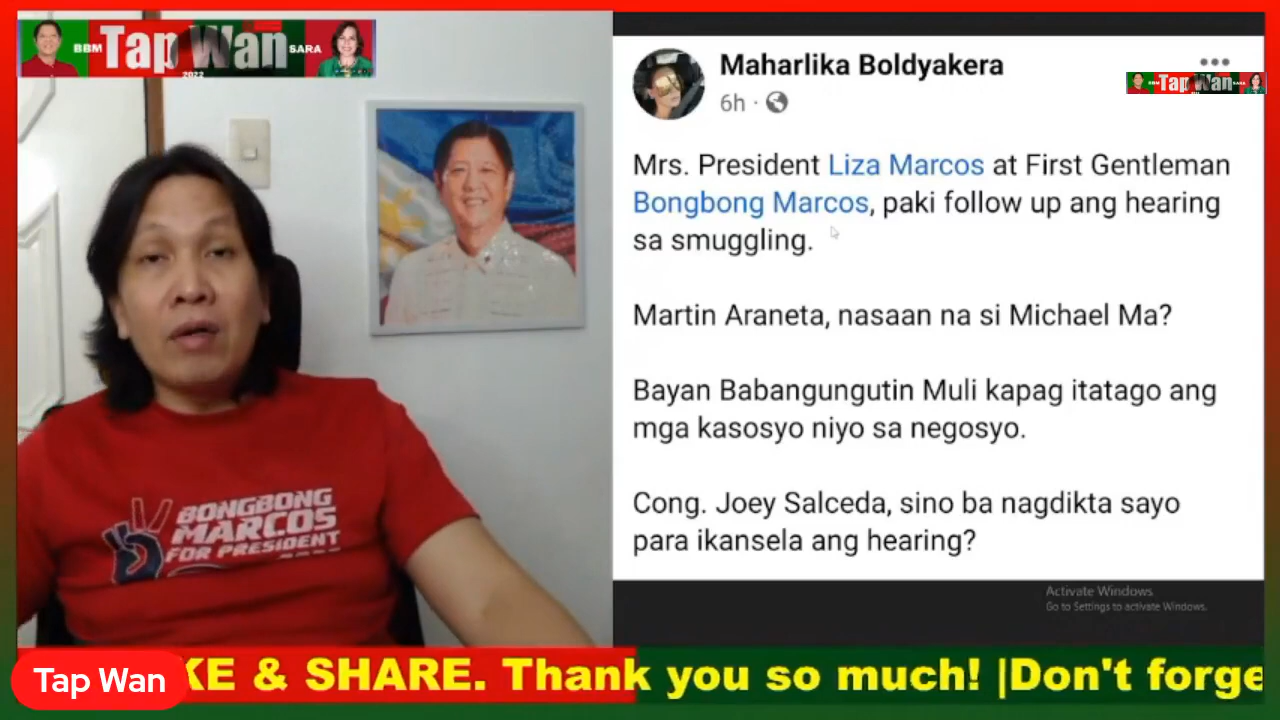 BBM Tap Wan SARA
2022
Maharlika Boldyakera
6h ·
Tap Wan
Mrs. President Liza Marcos at First Gentleman
Bongbong Marcos, paki follow up ang hearing
sa smuggling.
Martin Araneta, nasaan na si Michael Ma?
Bayan Babangungutin Muli kapag itatago ang
mga kasosyo niyo sa negosyo.
Cong. Joey Salceda, sino ba nagdikta sayo
para ikansela ang hearing?
BONGBONG
MARCOS
FOR PRESIDENT
Activate Windows
Go to Settings to activate Windows.
Tap Wan
KE & SHARE. Thank you so much! |Don't forge